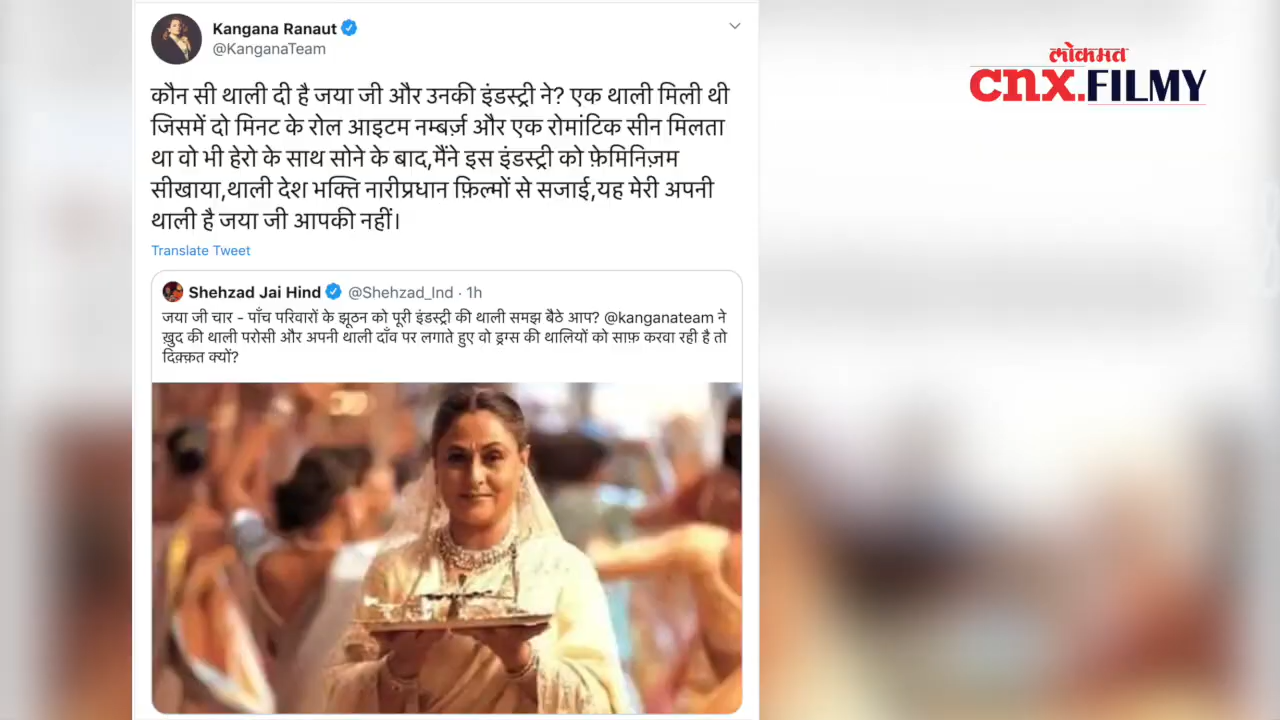 Kangana Ranaut
@KanganaTeam
कौन सी थाली दी है जया जी और उनकी इंडस्ट्री ने? एक थाली मिली थी
जिसमें दो मिनट के रोल आइटम नम्बर्ज़ और एक रोमांटिक सीन मिलता
था वो भी हेरो के साथ सोने के बाद,मैंने इस इंडस्ट्री को फ़ेमिनिज़म
सीखाया,थाली देश भक्ति नारीप्रधान फ़िल्मों से सजाई,यह मेरी अपनी
थाली है जया जी आपकी नहीं।
Translate Tweet
Shehzad Jai Hind @Shehzad_Ind · 1h
जया जी चार - पाँच परिवारों के झूठन को पूरी इंडस्ट्री की थाली समझ बैठे आप? @kanganateam ने
ख़ुद की थाली परोसी और अपनी थाली दाँव पर लगाते हुए वो ड्रग्स की थालियों को साफ़ करवा रही है तो
दिक़्क़त क्यों?
लोकमत
cnx.FILMY